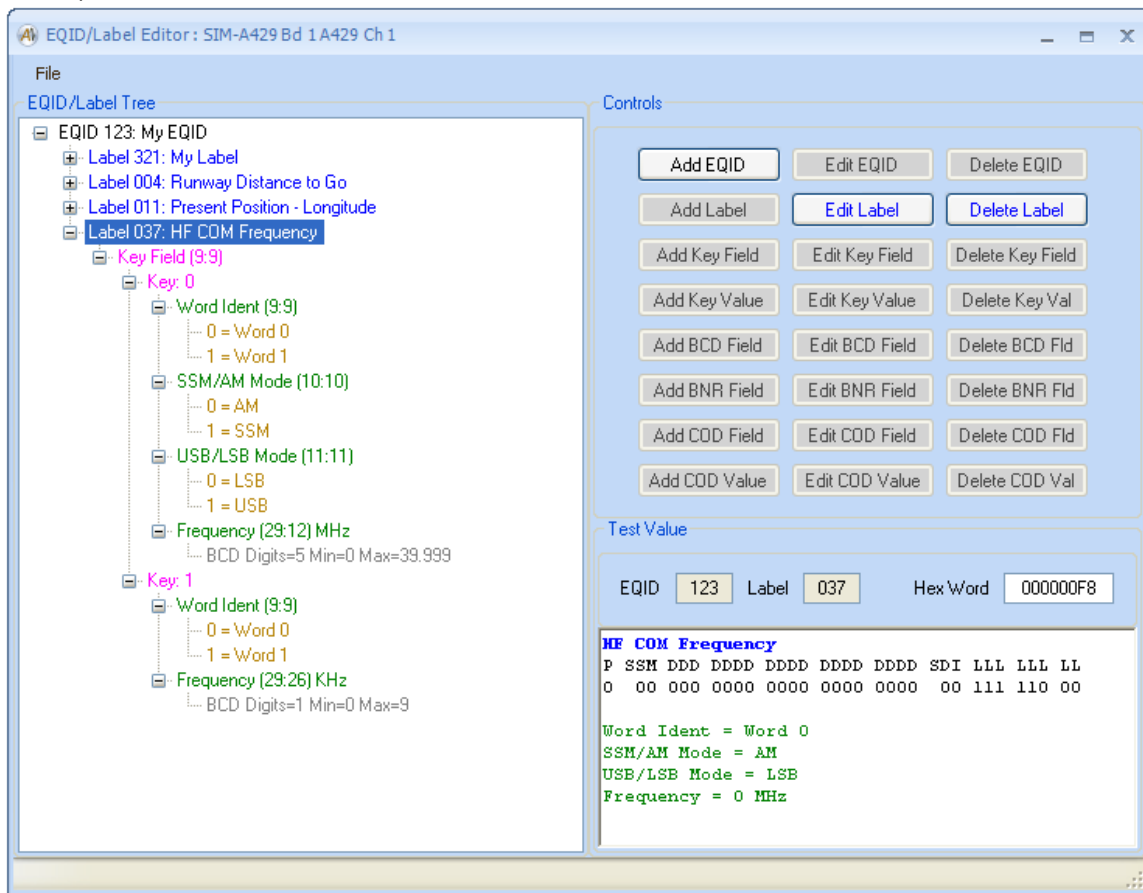 EQID/Label Editor : SIM-A429 Bd 1 A429 Ch 1
File
EQID/Label Tree
EQID 123: My EQID
Label 321: My Label
Label 004: Runway Distance to Go
Label 011: Present Position - Longitude
Label 037: HF COM Frequency
Key Field (9:9)
Key: 0
Word Ident (9:9)
0 = Word 0
1 = Word 1
SSM/AM Mode (10:10)
0 = AM
1 = SSM
USB/LSB Mode (11:11)
0 = LSB
1 = USB
Frequency (29:12) MHz
BCD Digits=5 Min=0 Max=39.999
Key: 1
Word Ident (9:9)
0 = Word 0
1 = Word 1
Frequency (29:26) KHz
BCD Digits=1 Min=0 Max=9
Controls
Add EQID Edit EQID Delete EQID
Add Label Edit Label Delete Label
Add Key Field Edit Key Field Delete Key Field
Add Key Value Edit Key Value Delete Key Val
Add BCD Field Edit BCD Field Delete BCD Fld
Add BNR Field Edit BNR Field Delete BNR Fld
Add COD Field Edit COD Field Delete COD Fld
Add COD Value Edit COD Value Delete COD Val
Test Value
EQID 123 Label 037 Hex Word 000000F8
HF COM Frequency
P SSM DDD DDDD DDDD DDDD DDDD SDI LLL LLL LL
0 00 000 0000 0000 0000 0000 00 111 110 00
Word Ident = Word 0
SSM/AM Mode = AM
USB/LSB Mode = LSB
Frequency = 0 MHz